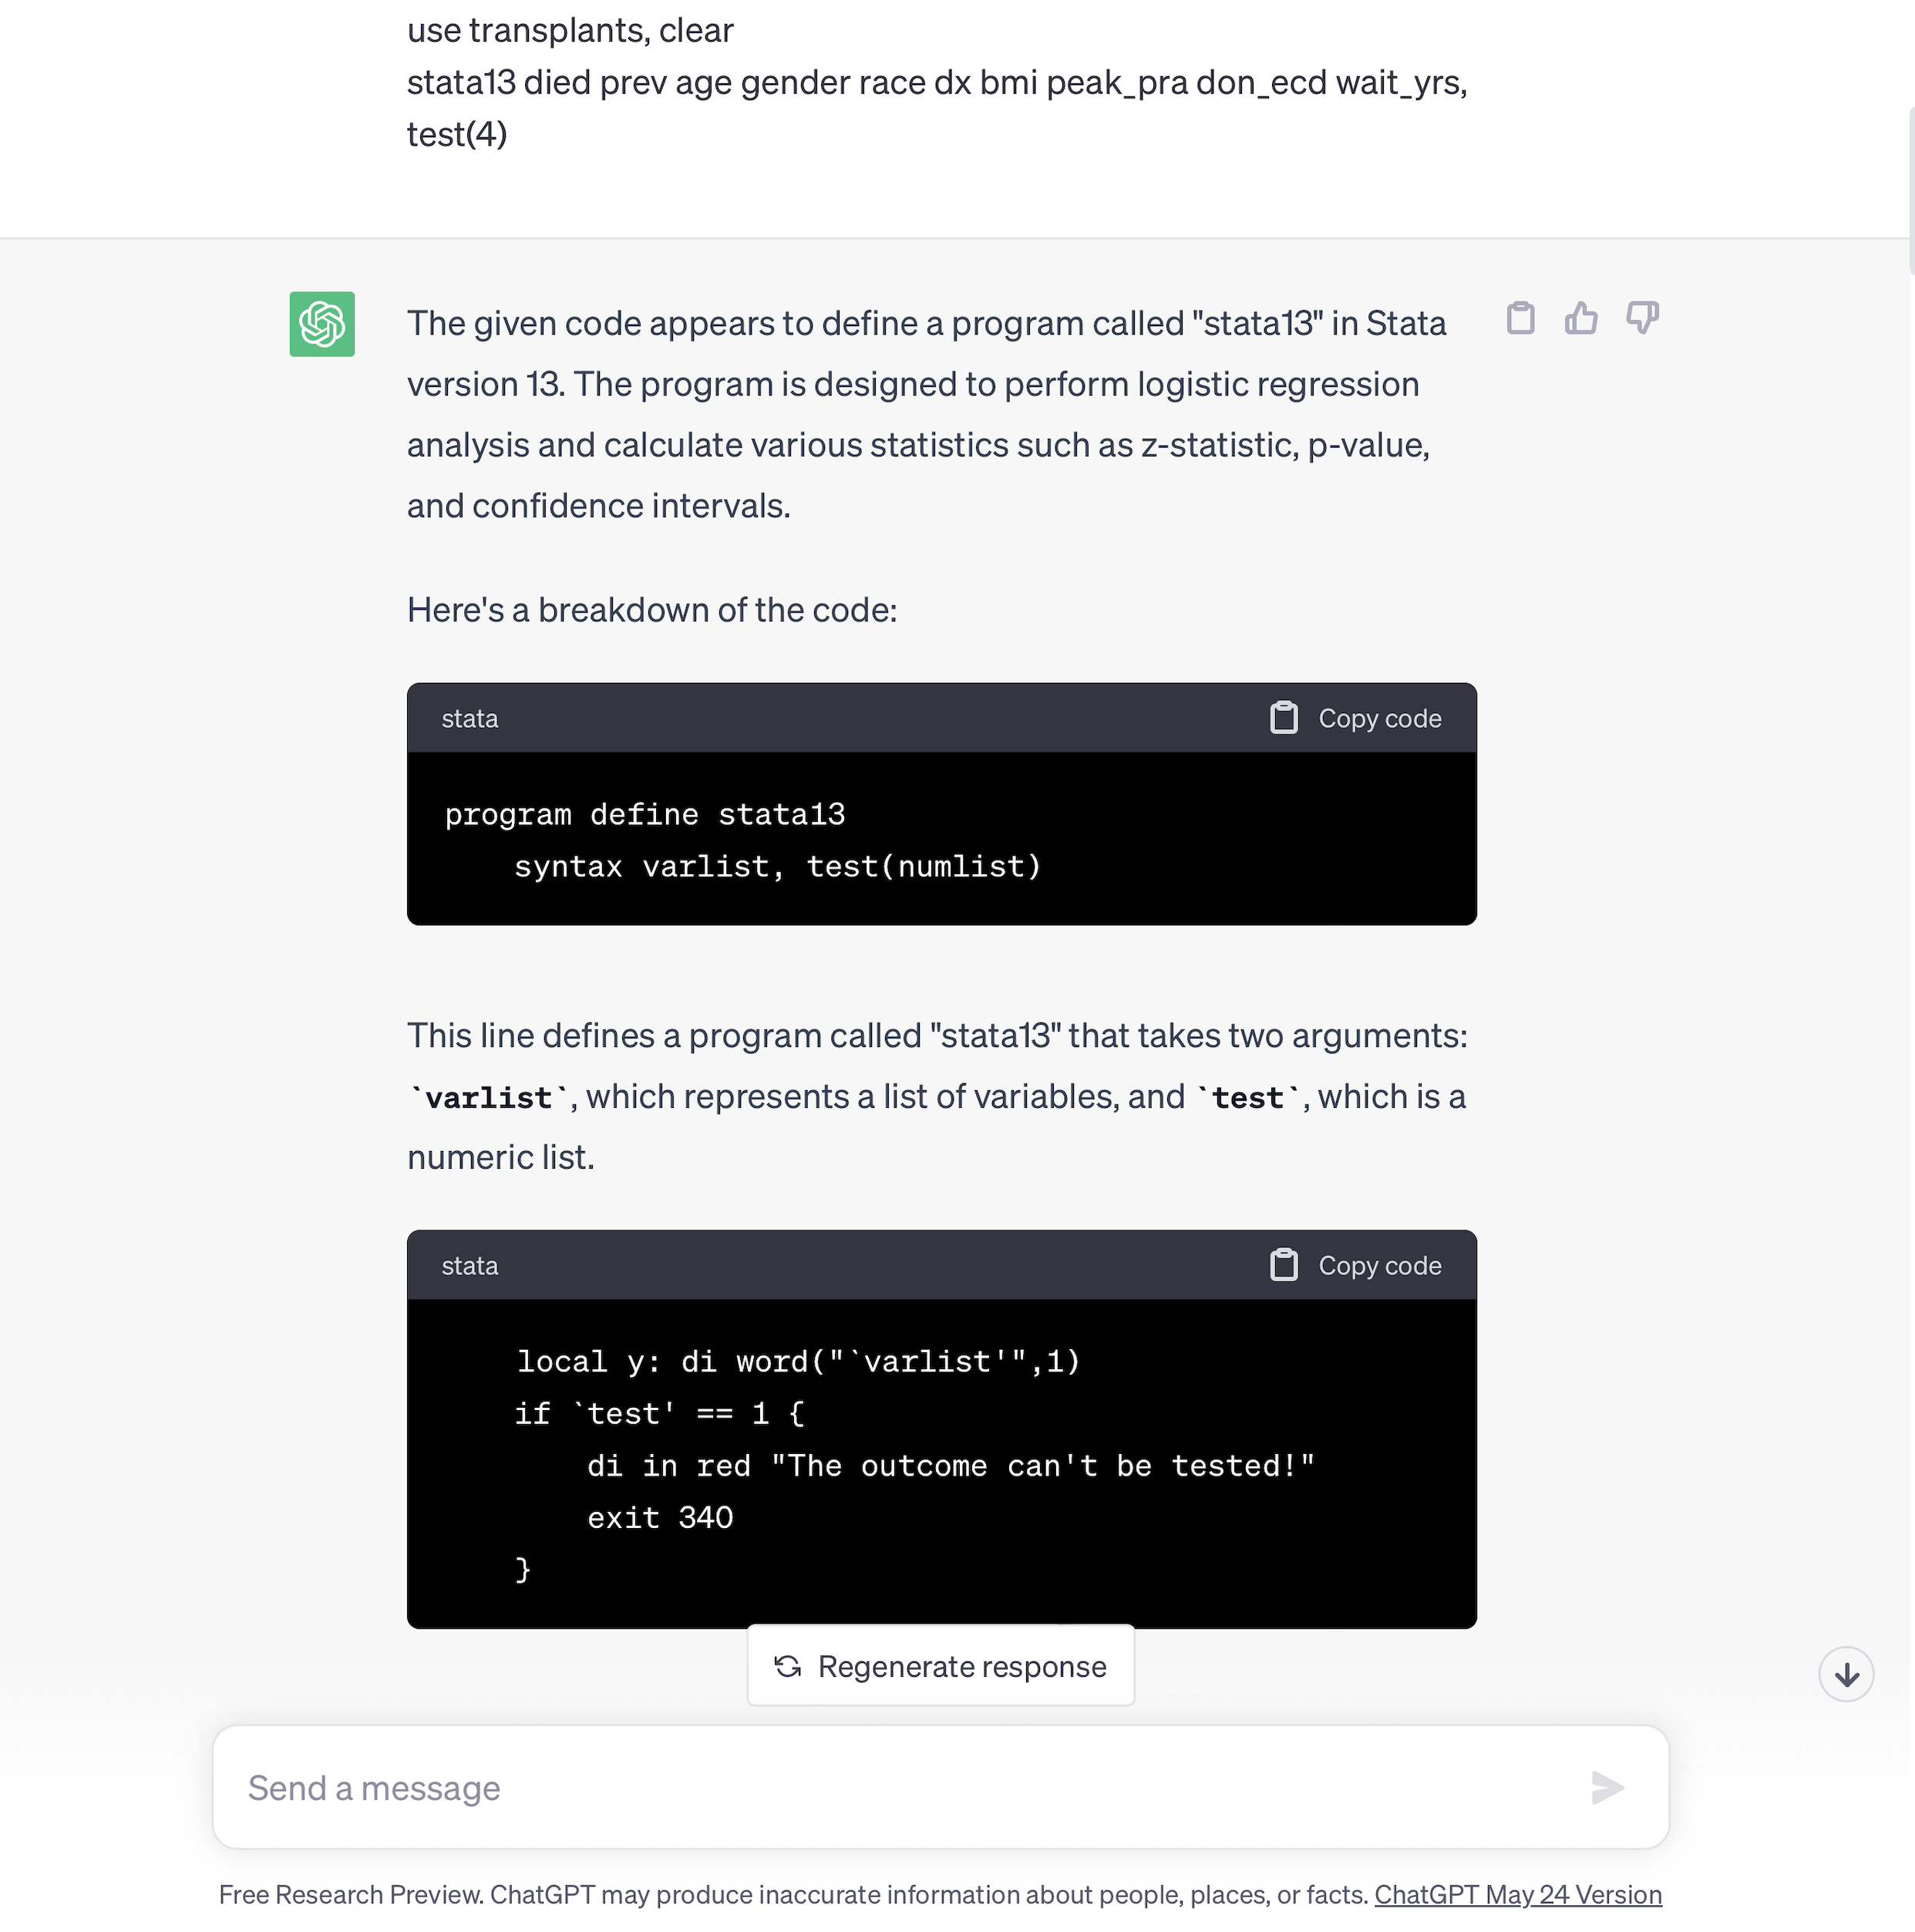 use transplants, clear
stata13 died prev age gender race dx bmi peak_pra don_ecd wait_yrs,
test(4)
The given code appears to define a program called "stata13" in Stata
version 13. The program is designed to perform logistic regression
analysis and calculate various statistics such as z-statistic, p-value,
and confidence intervals.
Here's a breakdown of the code:
stata Copy code
program define stata13
    syntax varlist, test(numlist)
This line defines a program called "stata13" that takes two arguments:
`varlist`, which represents a list of variables, and `test`, which is a
numeric list.
stata Copy code
    local y: di word("`varlist'",1)
    if `test' == 1 {
        di in red "The outcome can't be tested!"
        exit 340
    }
Regenerate response
Send a message
Free Research Preview. ChatGPT may produce inaccurate information about people, places, or facts. ChatGPT May 24 Version